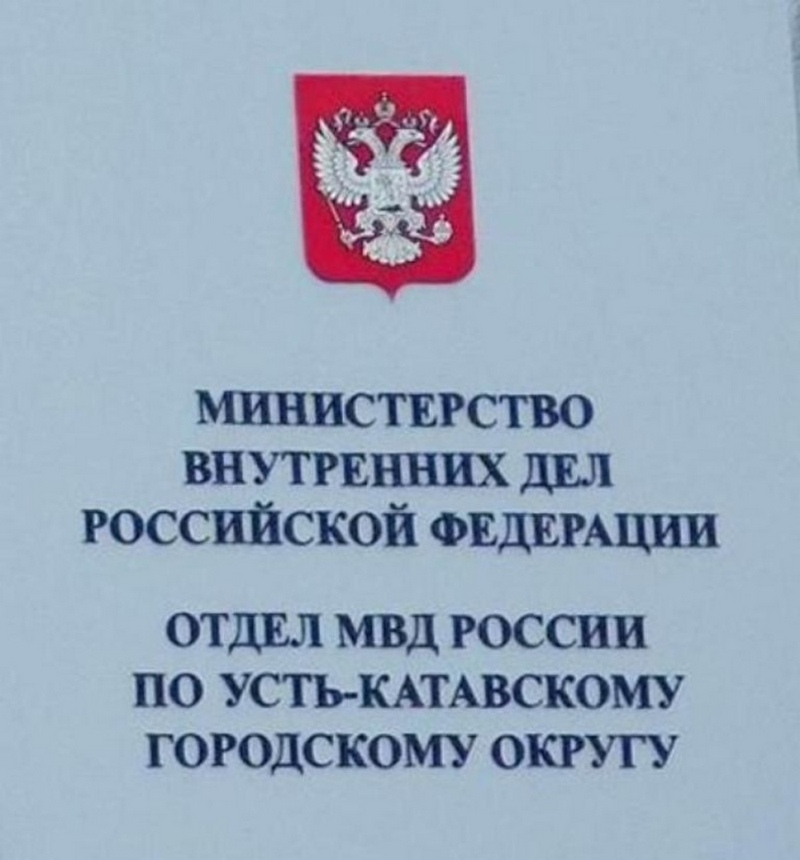 МИНИСТЕРСТВО
ВНУТРЕННИХ ДЕЛ
РОССИЙСКОЙ ФЕДЕРАЦИИ
ОТДЕЛ МВД РОССИИ
ПО УСТЬ-КАТАВСКОМУ
ГОРОДСКОМУ ОКРУГУ